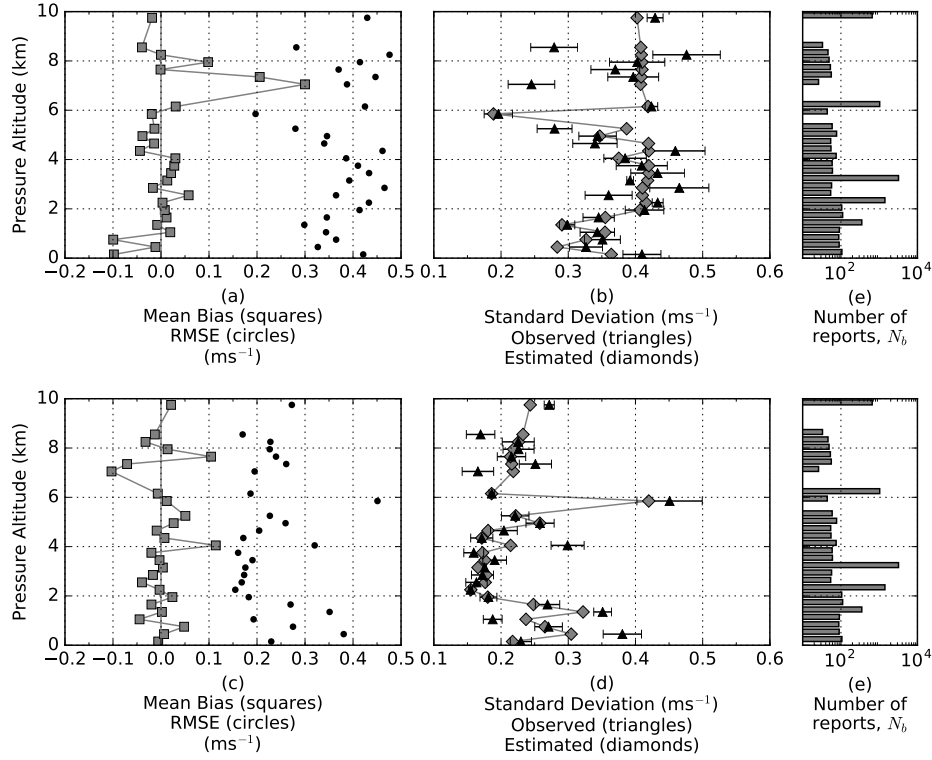 10
8
6
4
2
0
Pressure Altitude (km)
−0.2 −0.1 0.0 0.1 0.2 0.3 0.4 0.5
(a)
Mean Bias (squares)
RMSE (circles)
(ms⁻¹)
0.1 0.2 0.3 0.4 0.5 0.6
(b)
Standard Deviation (ms⁻¹)
Observed (triangles)
Estimated (diamonds)
10² 10⁴
(e)
Number of
reports, N_b
10
8
6
4
2
0
Pressure Altitude (km)
−0.2 −0.1 0.0 0.1 0.2 0.3 0.4 0.5
(c)
Mean Bias (squares)
RMSE (circles)
(ms⁻¹)
0.1 0.2 0.3 0.4 0.5 0.6
(d)
Standard Deviation (ms⁻¹)
Observed (triangles)
Estimated (diamonds)
10² 10⁴
(e)
Number of
reports, N_b